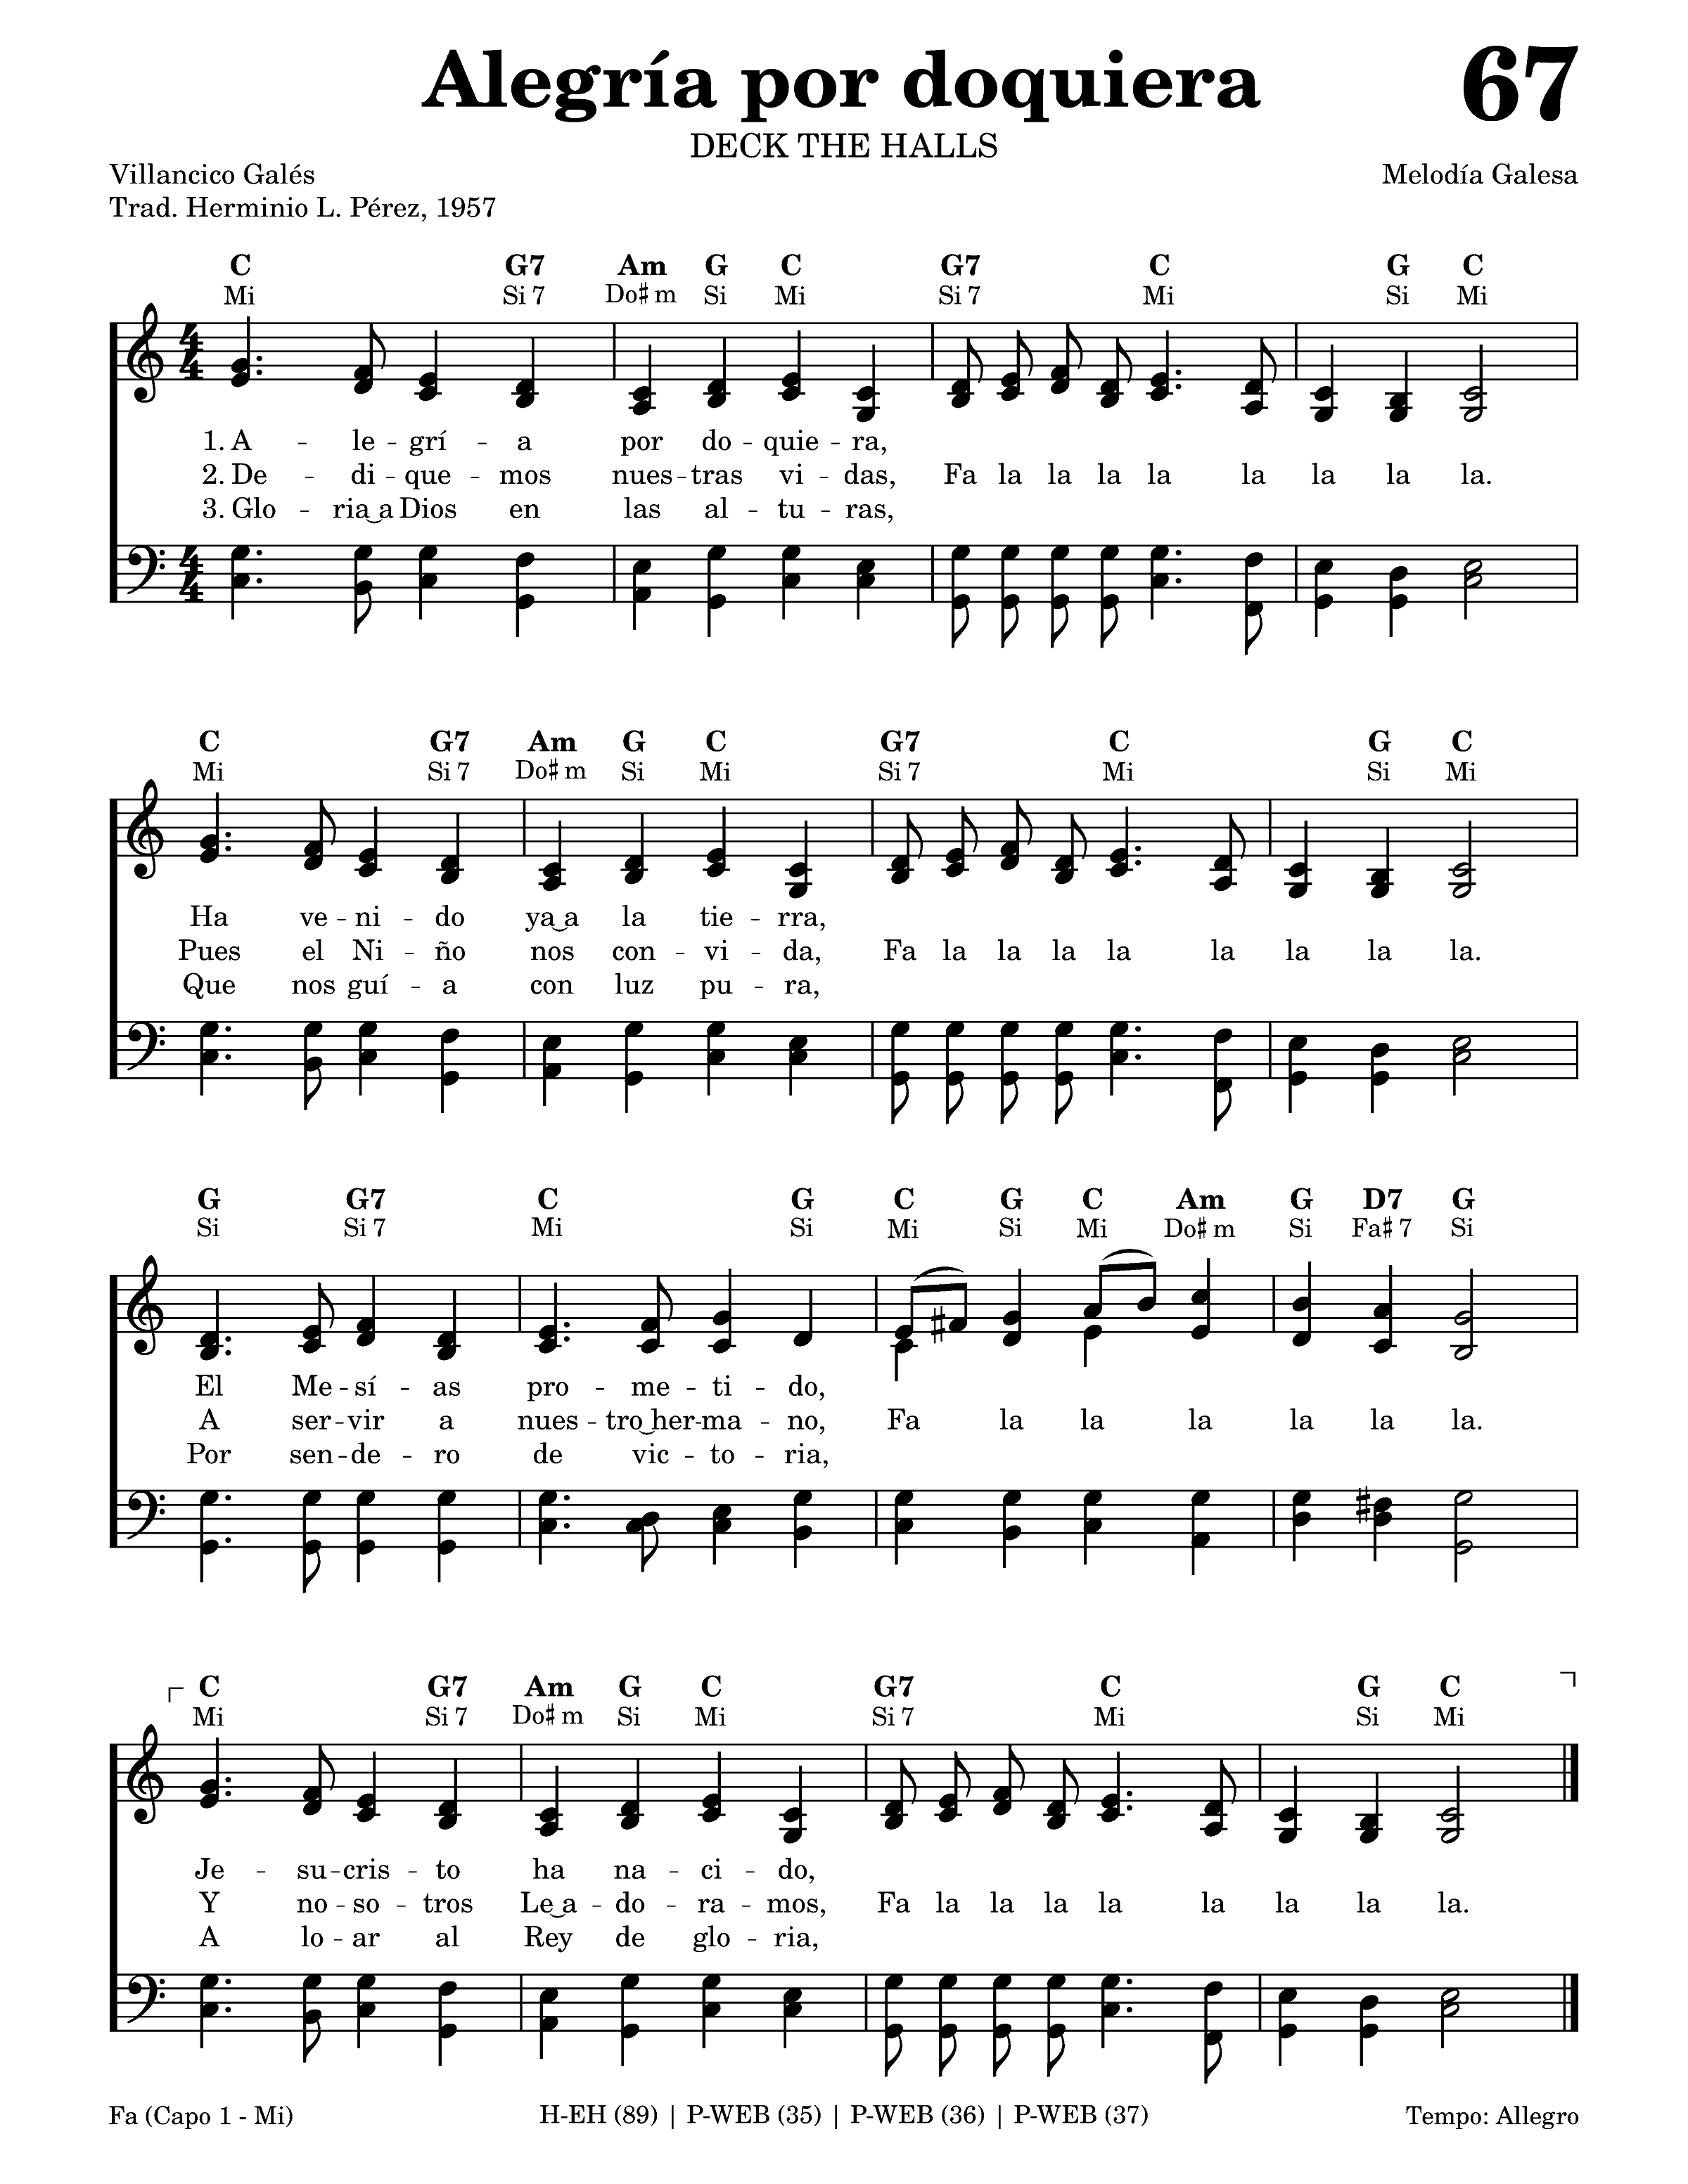 Alegría por doquiera 67
DECK THE HALLS
Villancico Galés Melodía Galesa
Trad. Herminio L. Pérez, 1957
C G7 Am G C G7 C G C
Mi Si 7 Do♯ m Si Mi Si 7 Mi Si Mi
1. A -- le -- grí -- a por do -- quie -- ra,
2. De -- di -- que -- mos nues -- tras vi -- das, Fa la la la la la la la la.
3. Glo -- ria‿a Dios en las al -- tu -- ras,
C G7 Am G C G7 C G C
Mi Si 7 Do♯ m Si Mi Si 7 Mi Si Mi
Ha ve -- ni -- do ya‿a la tie -- rra,
Pues el Ni -- ño nos con -- vi -- da, Fa la la la la la la la la.
Que nos guí -- a con luz pu -- ra,
G G7 C G C G C Am G D7 G
Si Si 7 Mi Si Mi Si Mi Do♯ m Si Fa♯ 7 Si
El Me -- sí -- as pro -- me -- ti -- do,
A ser -- vir a nues -- tro‿her -- ma -- no, Fa la la la la la la.
Por sen -- de -- ro de vic -- to -- ria,
C G7 Am G C G7 C G C
Mi Si 7 Do♯ m Si Mi Si 7 Mi Si Mi
Je -- su -- cris -- to ha na -- ci -- do,
Y no -- so -- tros Le‿a -- do -- ra -- mos, Fa la la la la la la la la.
A lo -- ar al Rey de glo -- ria,
Fa (Capo 1 - Mi) H-EH (89) | P-WEB (35) | P-WEB (36) | P-WEB (37) Tempo: Allegro